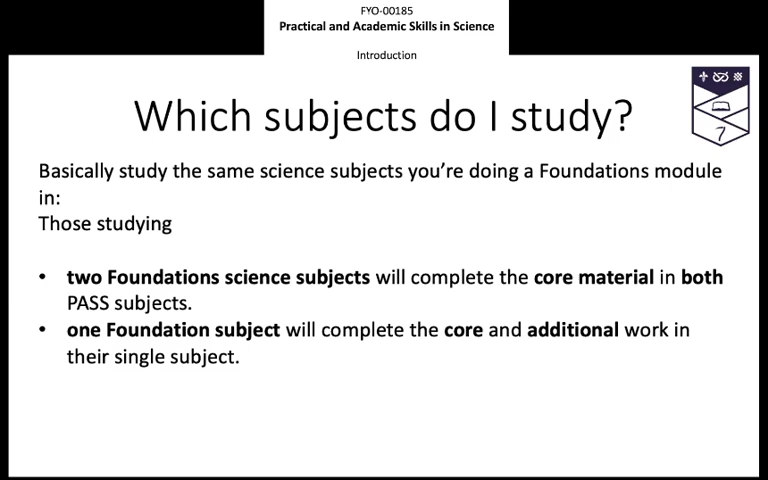 FYO-00185
Practical and Academic Skills in Science
Introduction
Which subjects do I study?
Basically study the same science subjects you’re doing a Foundations module
in:
Those studying
• two Foundations science subjects will complete the core material in both
PASS subjects.
• one Foundation subject will complete the core and additional work in
their single subject.